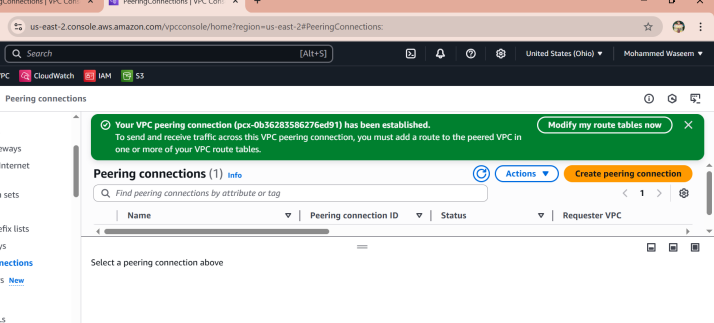 gConnections | VPC Con
PeeringConnections | VPC Con
us-east-2.console.aws.amazon.com/vpcconsole/home?region=us-east-2#PeeringConnections:
Search
[Alt+S]
United States (Ohio) ▼
Mohammed Waseem ▼
PC
CloudWatch
IAM
S3
Peering connections
Your VPC peering connection (pcx-0b36283586276ed91) has been established.
To send and receive traffic across this VPC peering connection, you must add a route to the peered VPC in
one or more of your VPC route tables.
Modify my route tables now
eways
nternet
n sets
efix lists
ys
nections
s New
Ls
Peering connections (1) Info
Actions ▼
Create peering connection
Find peering connections by attribute or tag
1
Name
Peering connection ID
Status
Requester VPC
Select a peering connection above